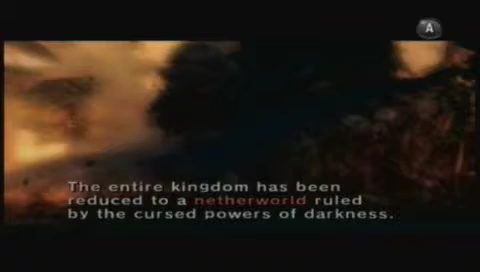 A
The entire kingdom has been
reduced to a netherworld ruled
by the cursed powers of darkness.